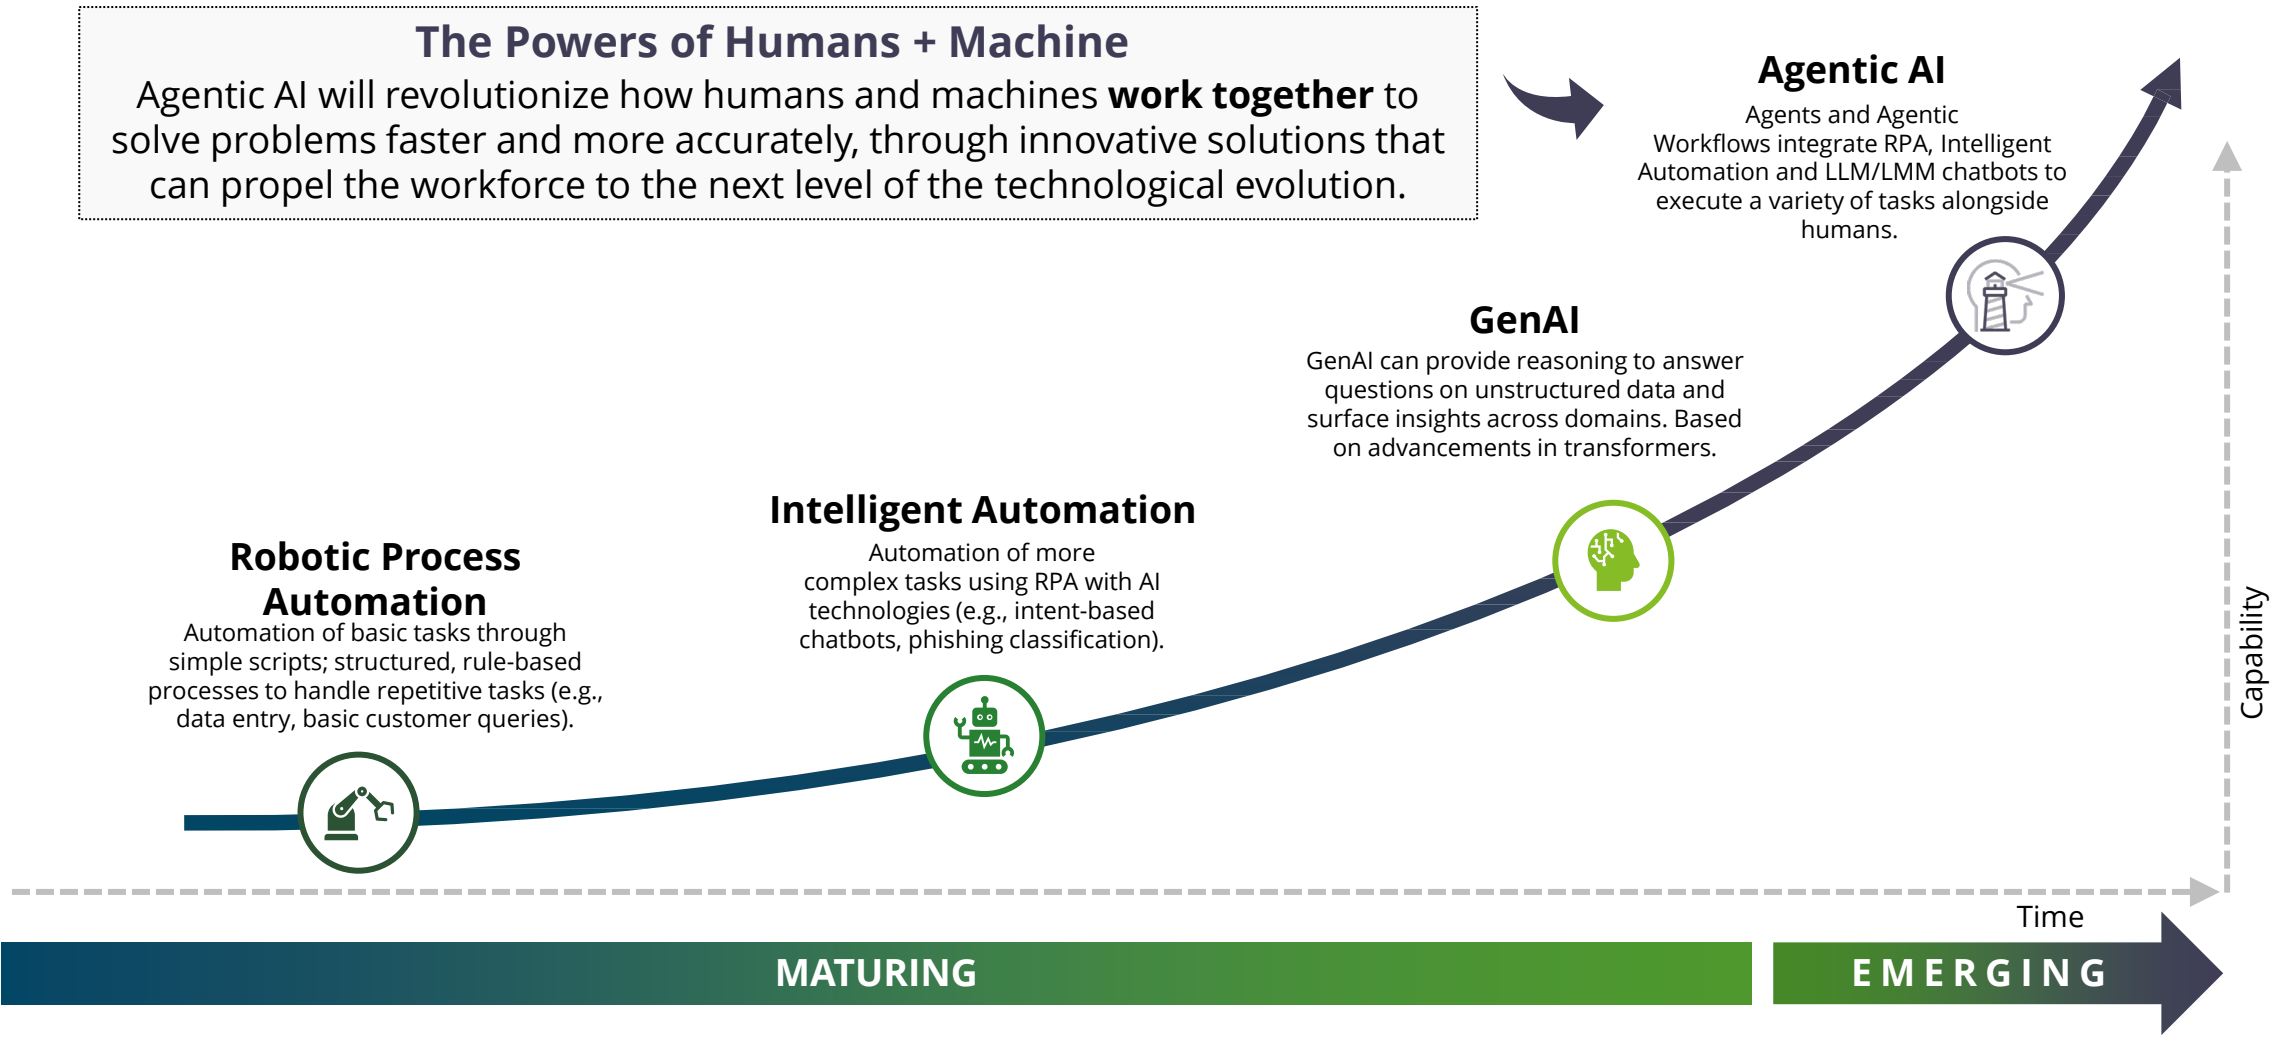 The Powers of Humans + Machine
Agentic AI will revolutionize how humans and machines work together to
solve problems faster and more accurately, through innovative solutions that
can propel the workforce to the next level of the technological evolution.
Agentic AI
Agents and Agentic
Workflows integrate RPA, Intelligent
Automation and LLM/LMM chatbots to
execute a variety of tasks alongside
humans.
GenAI
GenAI can provide reasoning to answer
questions on unstructured data and
surface insights across domains. Based
on advancements in transformers.
Intelligent Automation
Automation of more
complex tasks using RPA with AI
technologies (e.g., intent-based
chatbots, phishing classification).
Robotic Process
Automation
Automation of basic tasks through
simple scripts; structured, rule-based
processes to handle repetitive tasks (e.g.,
data entry, basic customer queries).
Capability
Time
MATURING
EMERGING